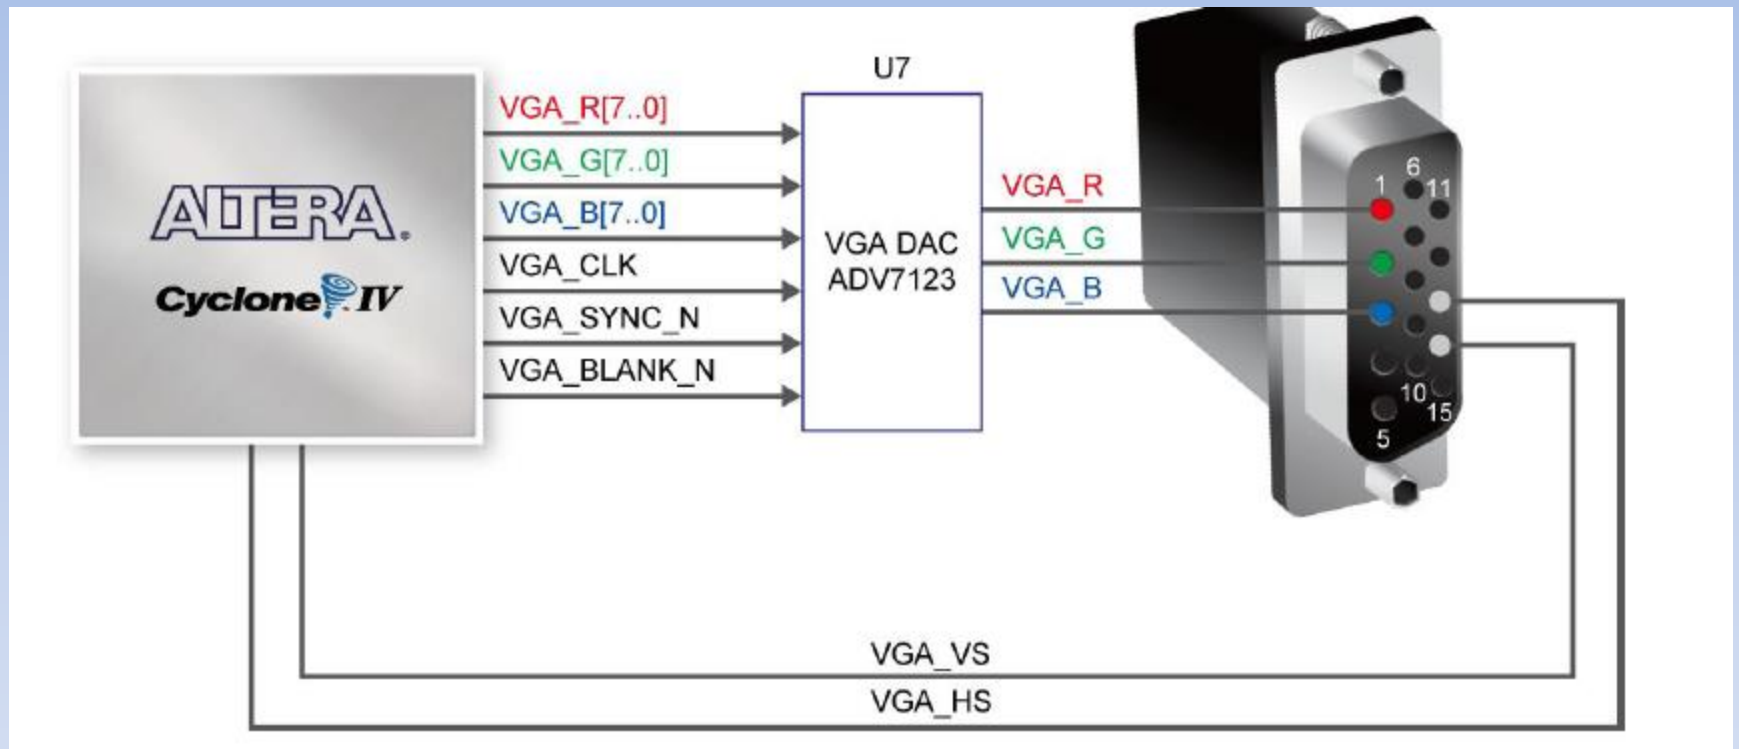 U7
VGA_R[7..0]
VGA_G[7..0]
VGA_B[7..0]
VGA_CLK
VGA_SYNC_N
VGA_BLANK_N
ALTERA.
Cyclone IV
VGA DAC
ADV7123
VGA_R
VGA_G
VGA_B
6
1
11
10
15
5
VGA_VS
VGA_HS